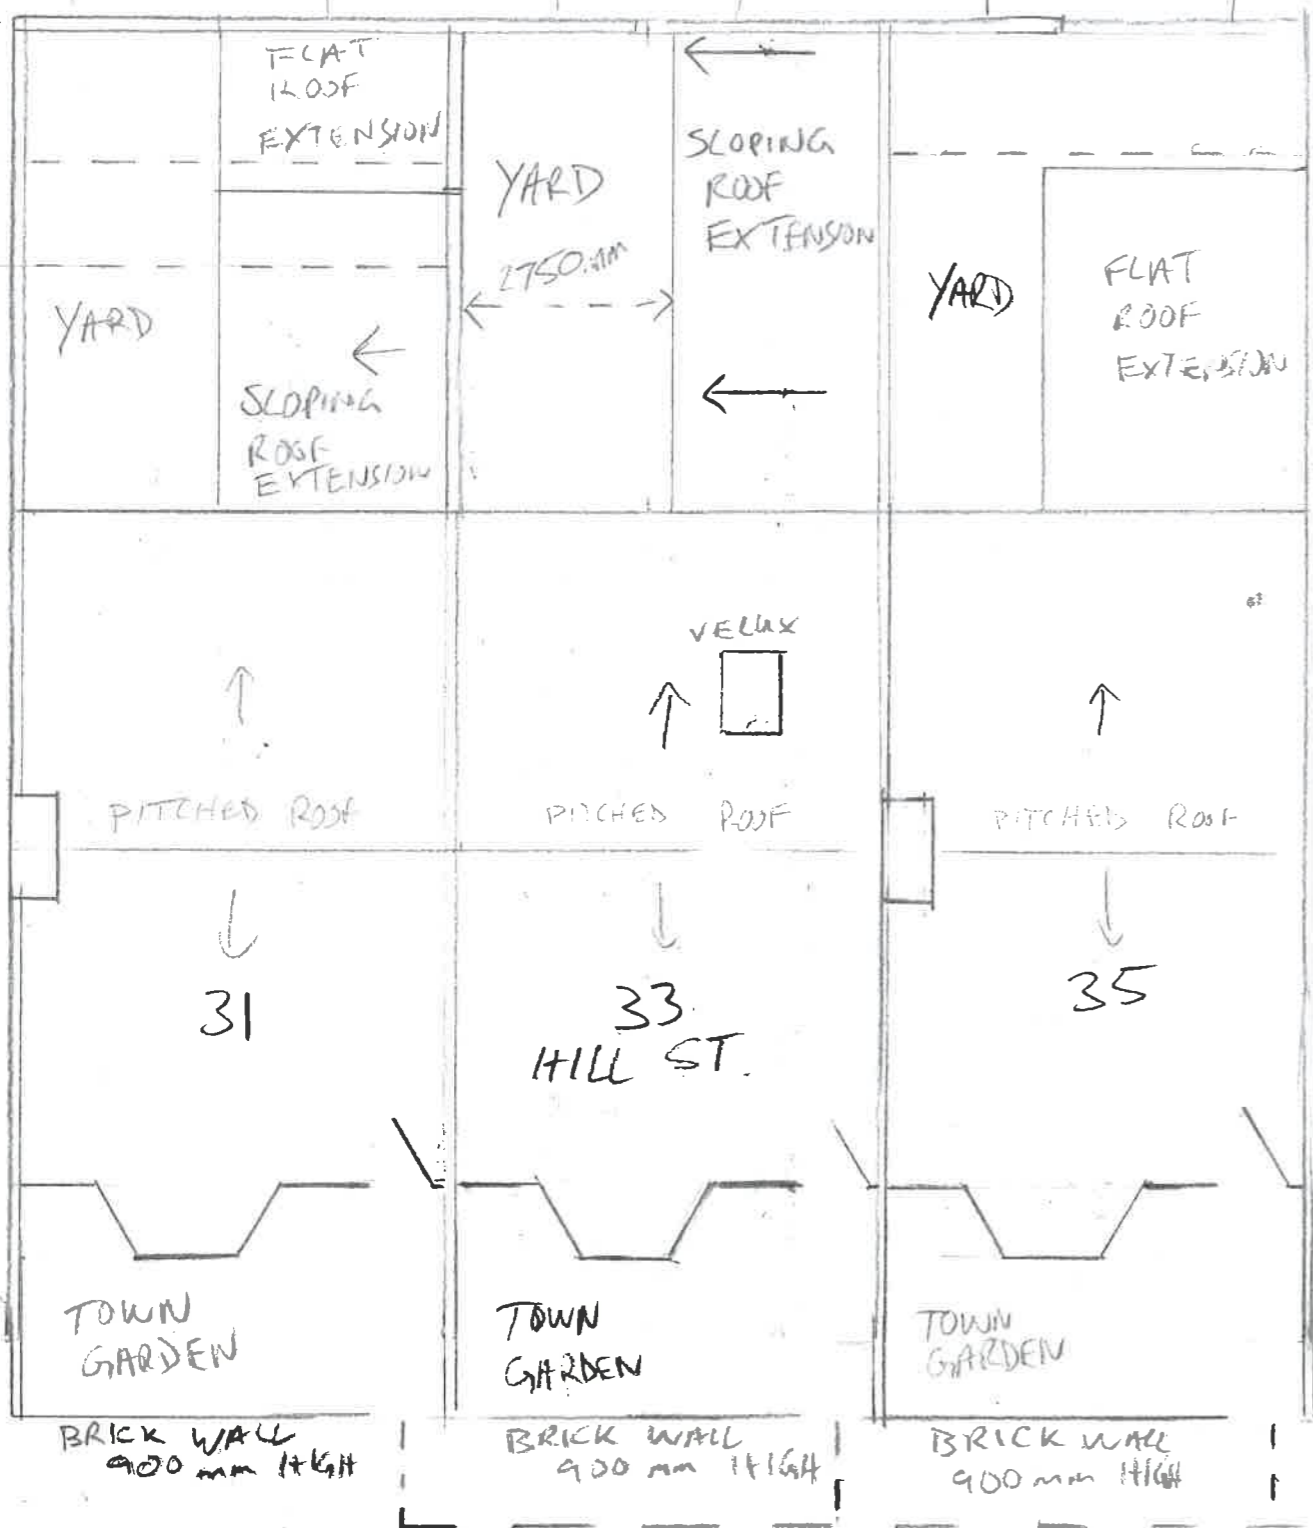 FLAT
ROOF
EXTENSION
YARD
SLOPING
ROOF
EXTENSION
YARD
2750mm
SLOPING
ROOF
EXTENSION
YARD
FLAT
ROOF
EXTENSION
VELUX
PITCHED ROOF
PITCHED ROOF
PITCHED ROOF
31
33
HILL ST.
35
TOWN
GARDEN
TOWN
GARDEN
TOWN
GARDEN
BRICK WALL
900 mm HIGH
BRICK WALL
900 mm HIGH
BRICK WALL
900 mm HIGH